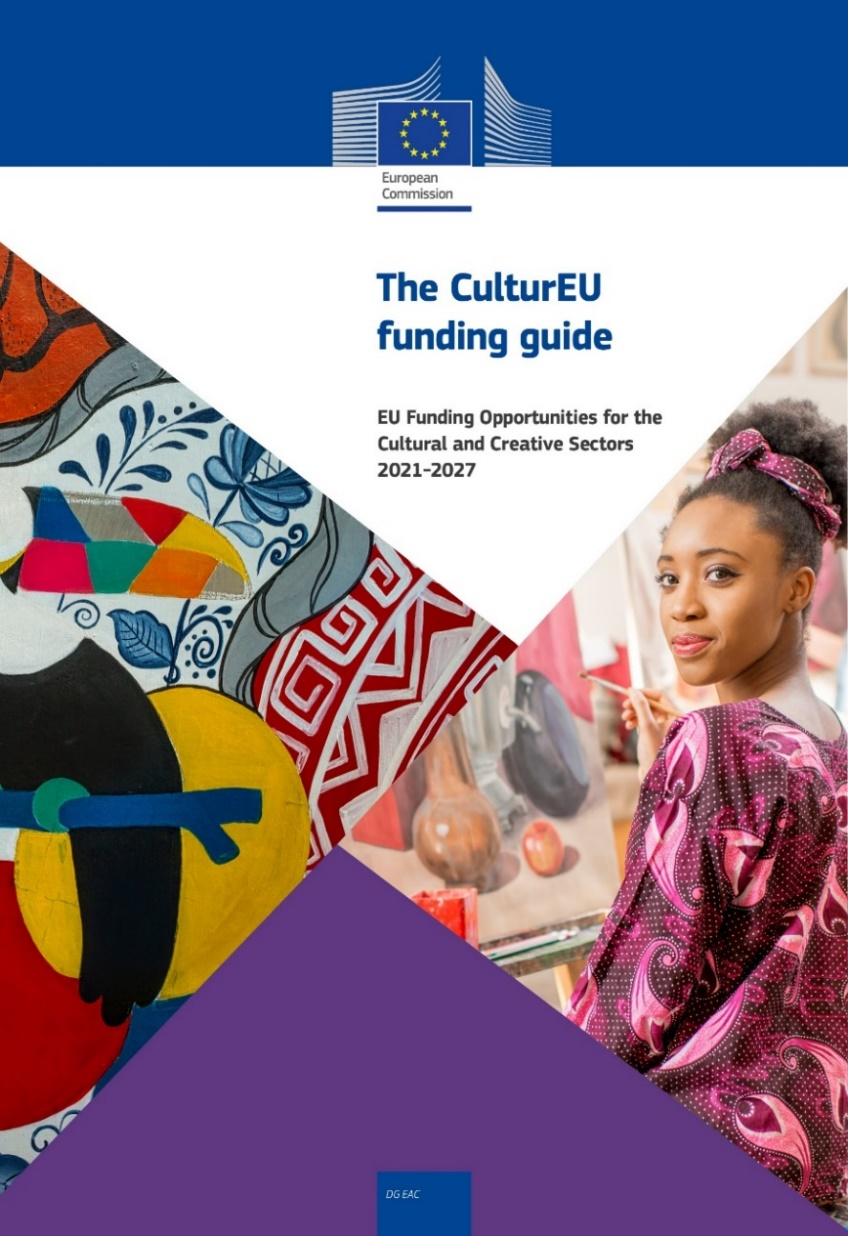 European
Commission
The CulturEU
funding guide
EU Funding Opportunities for the
Cultural and Creative Sectors
2021-2027
DG EAC